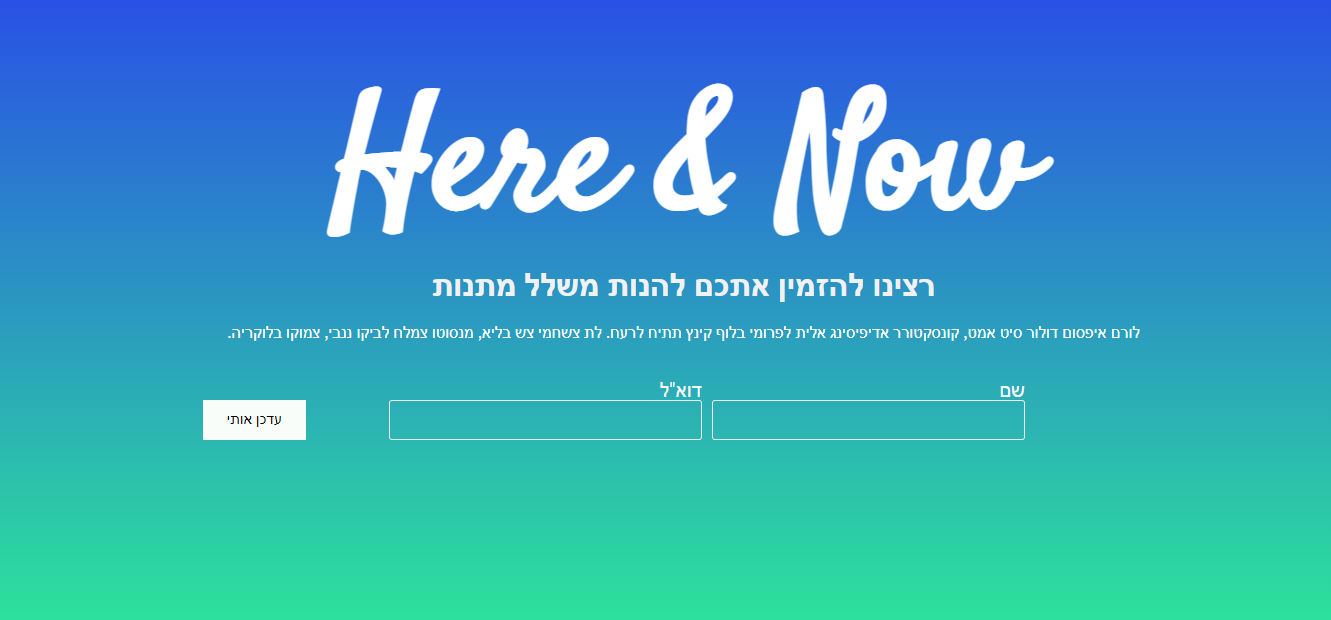 Here & Now
רצינו להזמין אתכם להנות משלל מתנות
לורם איפסום דולור סיט אמט, קונסקטורר אדיפיסינג אלית לפרומי בלוף קינץ תתיח לרעח. לת צשחמי צש בליא, מנסוטו צמלח לביקו ננבי, צמוקו בלוקריה.
שם
דוא"ל
עדכן אותי